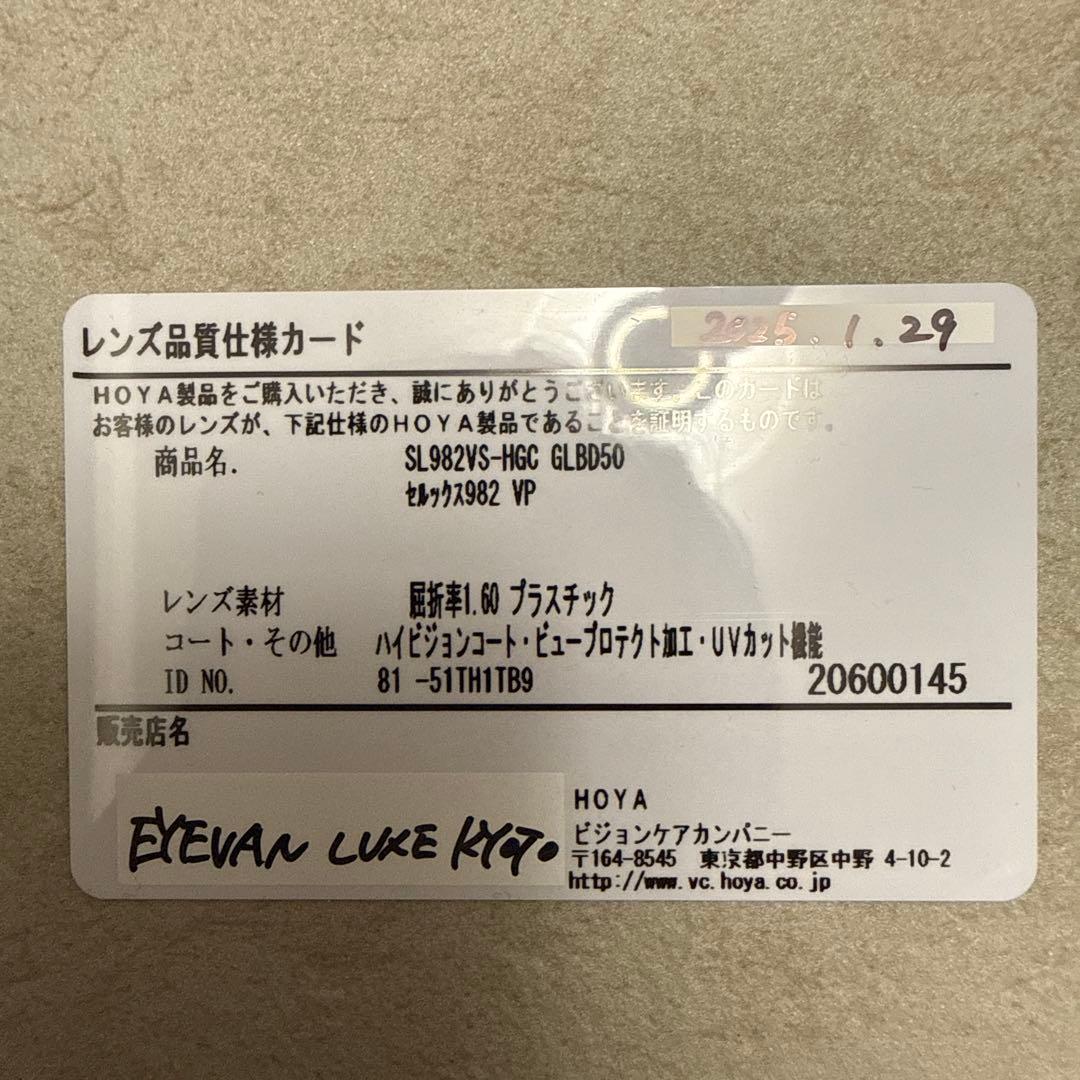 レンズ品質仕様カード 2025.1.29
HOYA製品をご購入いただき、誠にありがとうございます。このカードは
お客様のレンズが、下記仕様のHOYA製品であることを証明するものです。
商品名. SL982VS-HGC GLBD50
ｾﾙｯｸｽ982 VP
レンズ素材 屈折率1.60 プラスチック
コート・その他 ハイビジョンコート・ビュープロテクト加工・UVカット機能
ID NO. 81 -51TH1TB9 20600145
販売店名
EYEVAN LUXE KYOTO
HOYA
ビジョンケアカンパニー
〒164-8545 東京都中野区中野 4-10-2
http://www.vc.hoya.co.jp